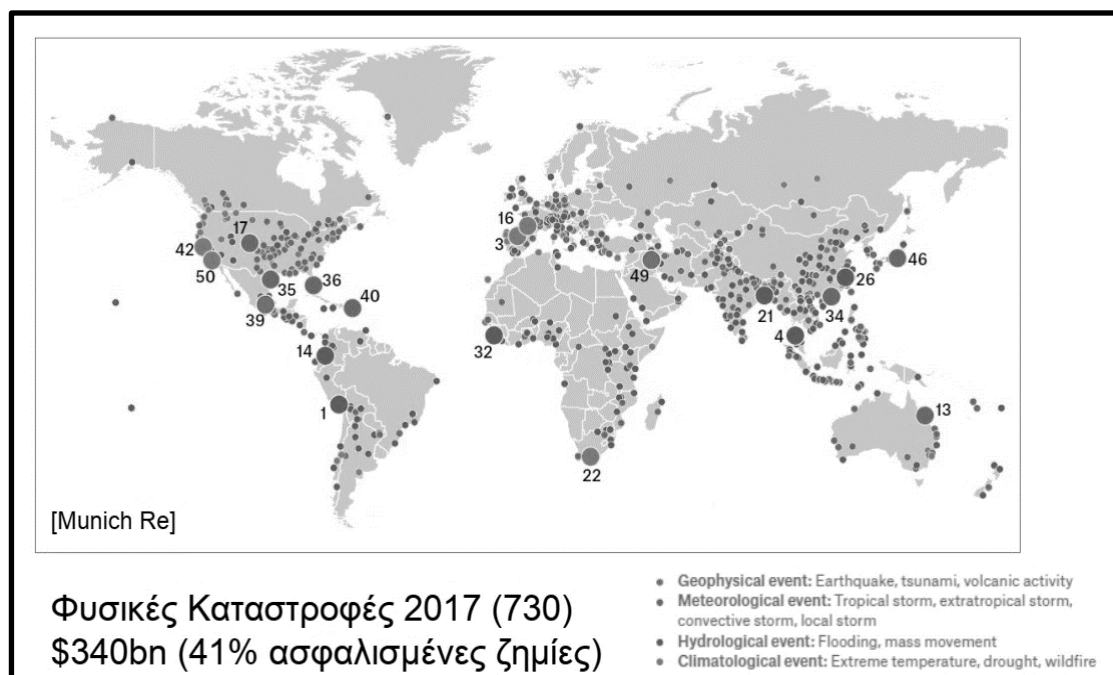 16
17
3
42
46
50
49
36
26
35
40
21
34
39
4
32
14
1
13
22
[Munich Re]
Φυσικές Καταστροφές 2017 (730)
$340bn (41% ασφαλισμένες ζημίες)
• Geophysical event: Earthquake, tsunami, volcanic activity
• Meteorological event: Tropical storm, extratropical storm,
convective storm, local storm
• Hydrological event: Flooding, mass movement
• Climatological event: Extreme temperature, drought, wildfire